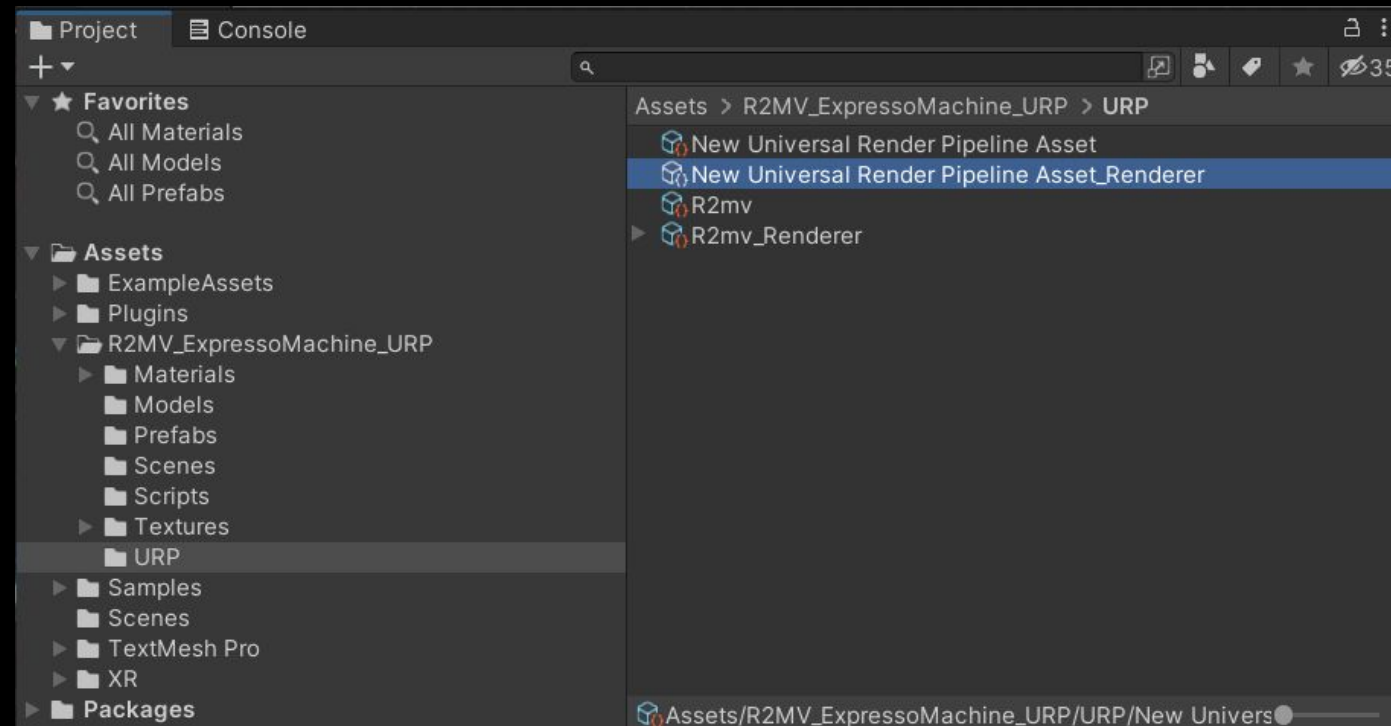 Project Console
35
Favorites
All Materials
All Models
All Prefabs
Assets
ExampleAssets
Plugins
R2MV_ExpressoMachine_URP
Materials
Models
Prefabs
Scenes
Scripts
Textures
URP
Samples
Scenes
TextMesh Pro
XR
Packages
Assets > R2MV_ExpressoMachine_URP > URP
New Universal Render Pipeline Asset
New Universal Render Pipeline Asset_Renderer
R2mv
R2mv_Renderer
Assets/R2MV_ExpressoMachine_URP/URP/New Univers